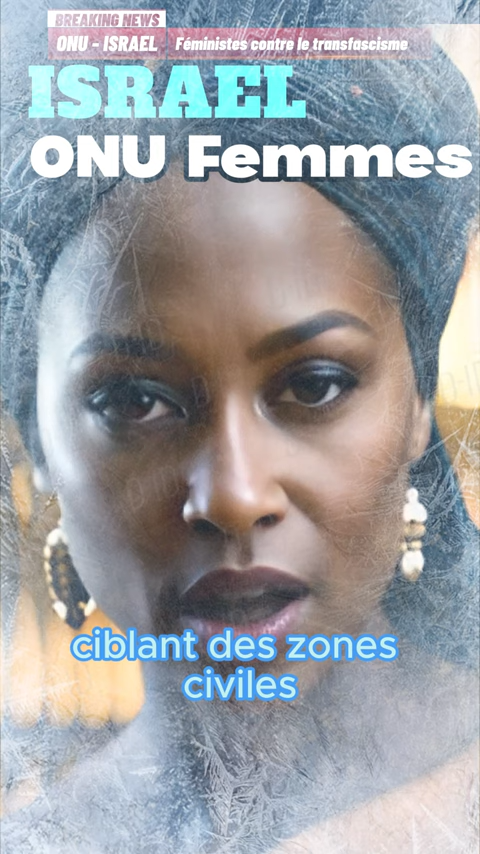 BREAKING NEWS
ONU - ISRAEL Féministes contre le transfascisme
ISRAEL
ONU Femmes
ciblant des zones
civiles